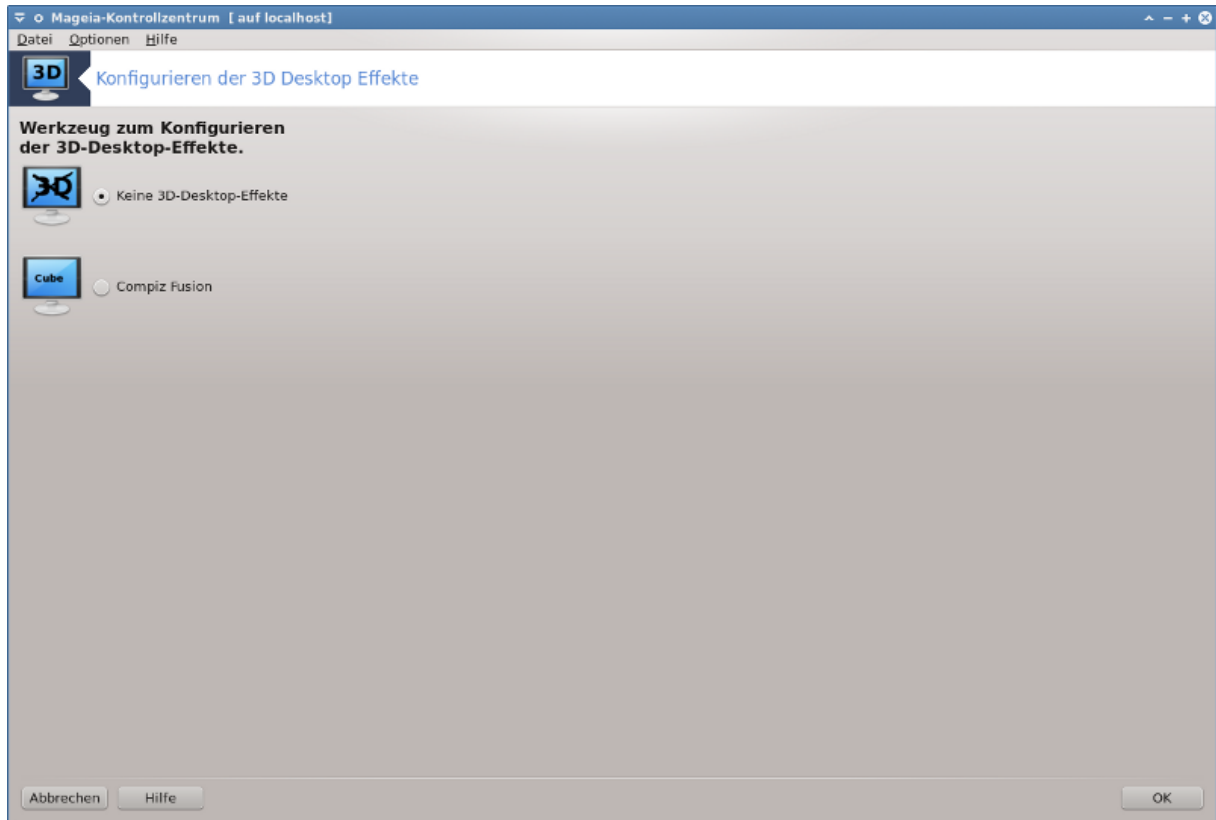 Mageia-Kontrollzentrum [ auf localhost]
Datei Optionen Hilfe
3D
Konfigurieren der 3D Desktop Effekte
Werkzeug zum Konfigurieren
der 3D-Desktop-Effekte.
3D
Keine 3D-Desktop-Effekte
Cube
Compiz Fusion
Abbrechen Hilfe OK